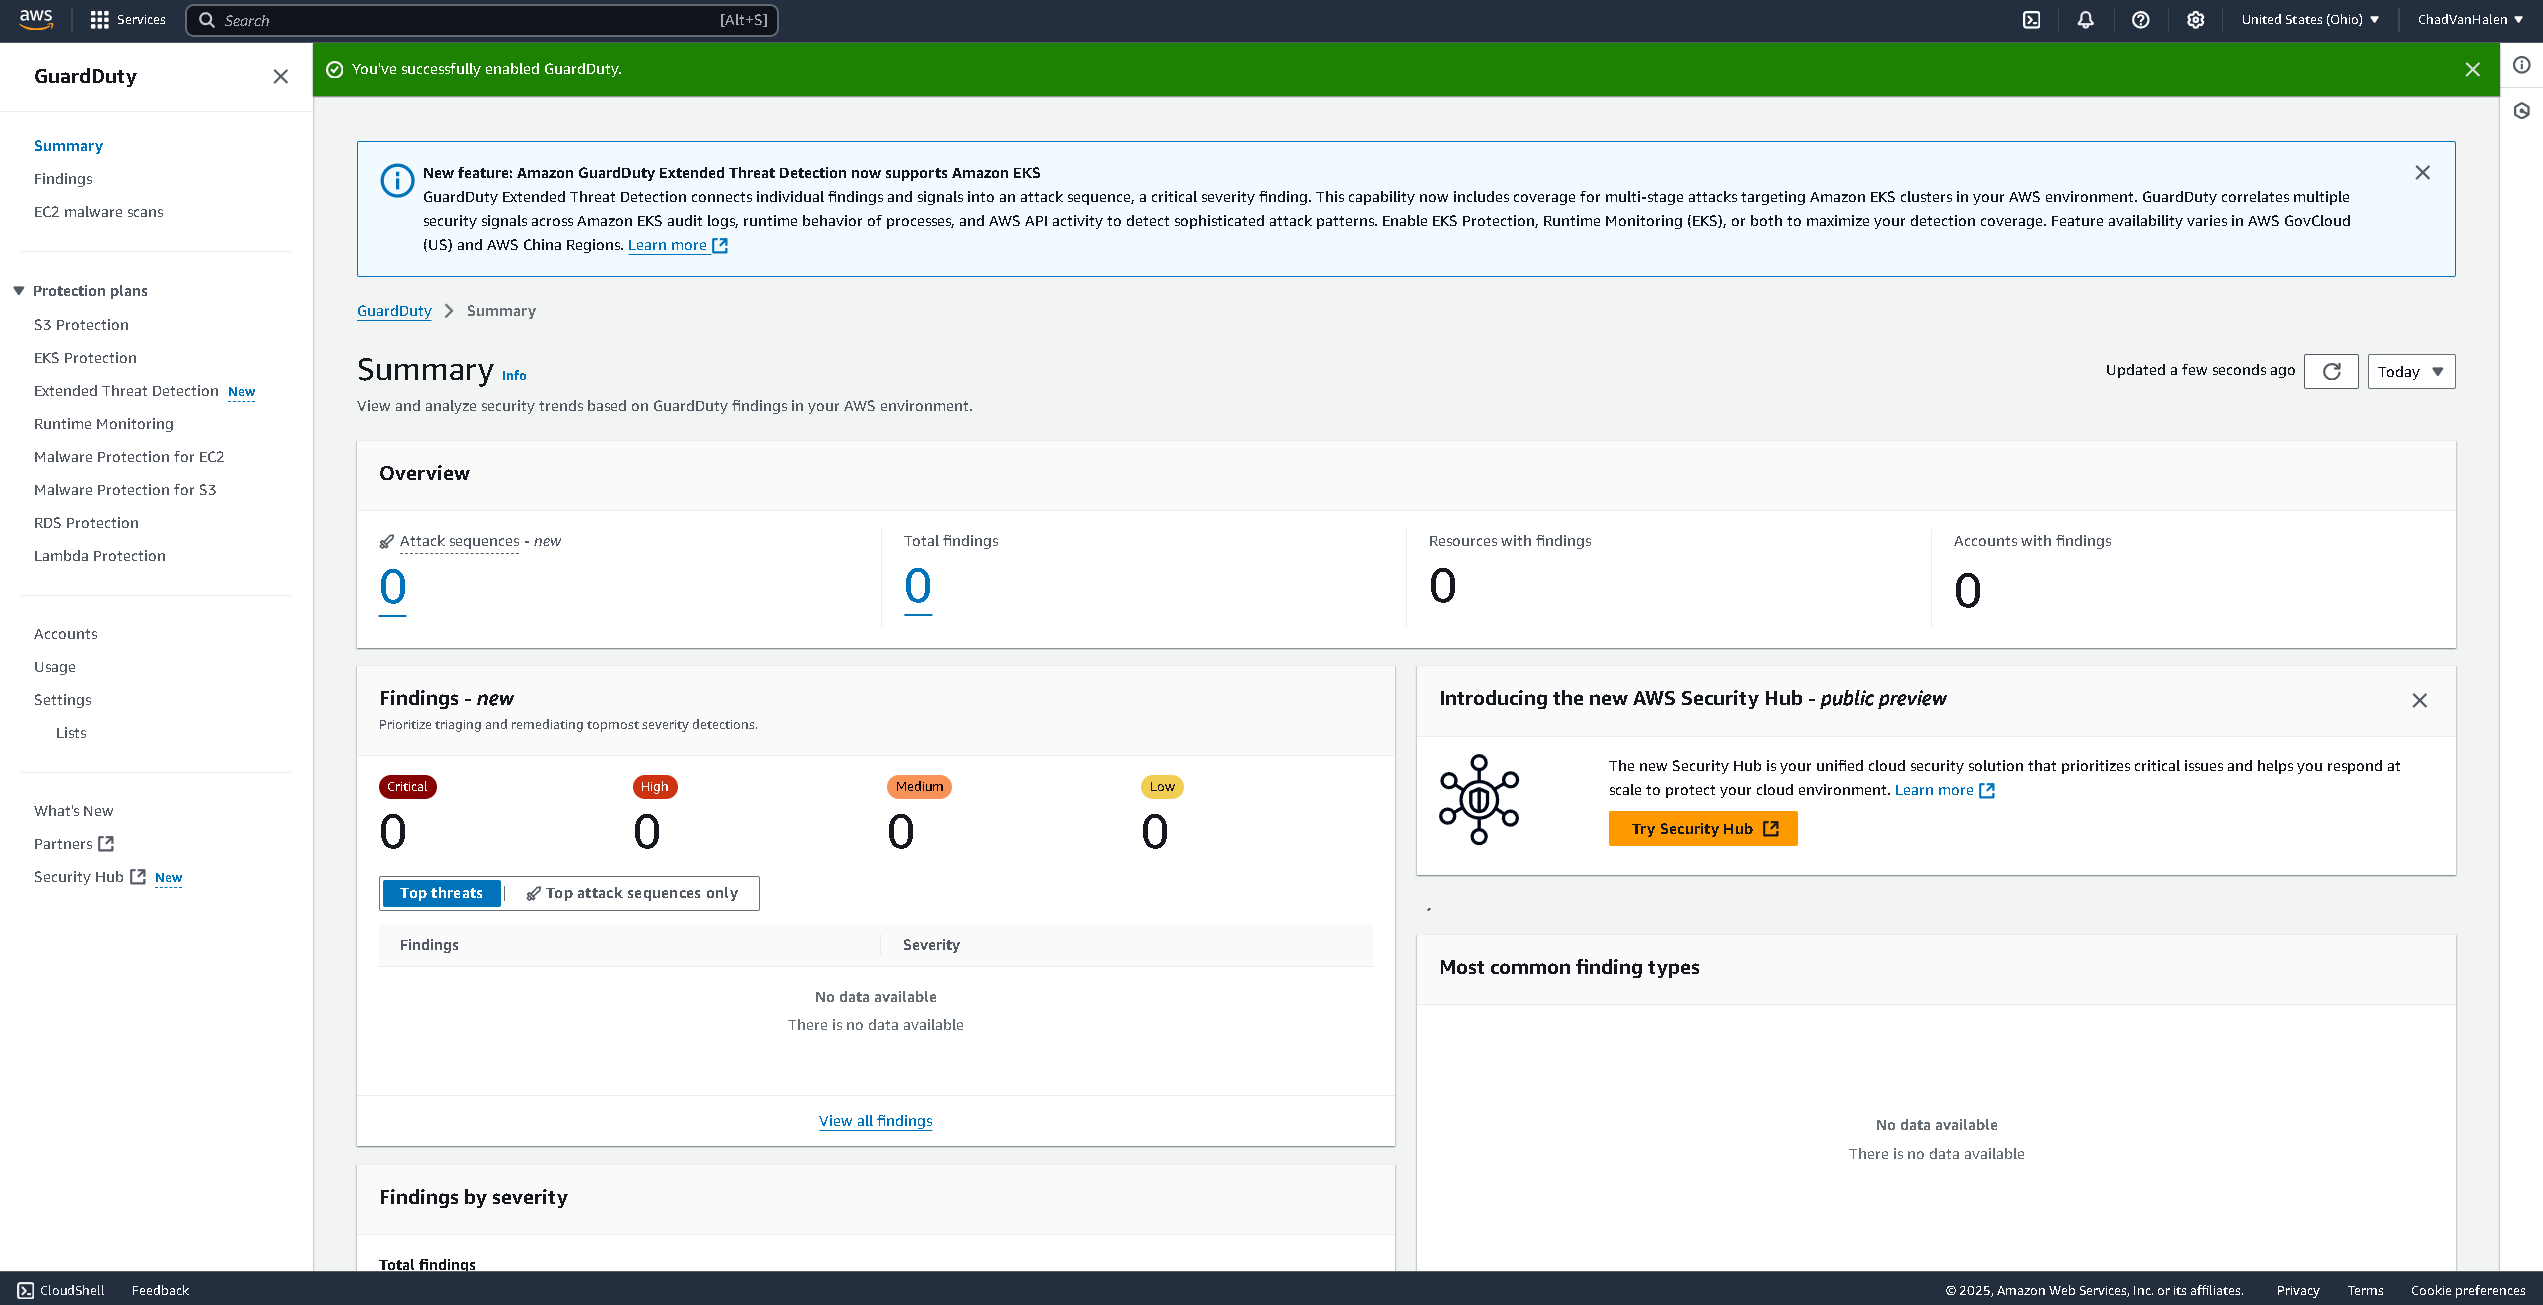 aws
Services
Search
[Alt+S]
United States (Ohio)
ChadVanHalen
GuardDuty
Summary
Findings
EC2 malware scans
Protection plans
S3 Protection
EKS Protection
Extended Threat Detection New
Runtime Monitoring
Malware Protection for EC2
Malware Protection for S3
RDS Protection
Lambda Protection
Accounts
Usage
Settings
Lists
What's New
Partners
Security Hub New
You've successfully enabled GuardDuty.
New feature: Amazon GuardDuty Extended Threat Detection now supports Amazon EKS
GuardDuty Extended Threat Detection connects individual findings and signals into an attack sequence, a critical severity finding. This capability now includes coverage for multi-stage attacks targeting Amazon EKS clusters in your AWS environment. GuardDuty correlates multiple
security signals across Amazon EKS audit logs, runtime behavior of processes, and AWS API activity to detect sophisticated attack patterns. Enable EKS Protection, Runtime Monitoring (EKS), or both to maximize your detection coverage. Feature availability varies in AWS GovCloud
(US) and AWS China Regions. Learn more
GuardDuty > Summary
Summary Info
View and analyze security trends based on GuardDuty findings in your AWS environment.
Updated a few seconds ago
Today
Overview
Attack sequences - new
0
Total findings
0
Resources with findings
0
Accounts with findings
0
Findings - new
Prioritize triaging and remediating topmost severity detections.
Critical
0
High
0
Medium
0
Low
0
Top threats
Top attack sequences only
Findings
Severity
No data available
There is no data available
View all findings
Findings by severity
Total findings
Introducing the new AWS Security Hub - public preview
The new Security Hub is your unified cloud security solution that prioritizes critical issues and helps you respond at
scale to protect your cloud environment. Learn more
Try Security Hub
Most common finding types
No data available
There is no data available
CloudShell
Feedback
© 2025, Amazon Web Services, Inc. or its affiliates.
Privacy
Terms
Cookie preferences